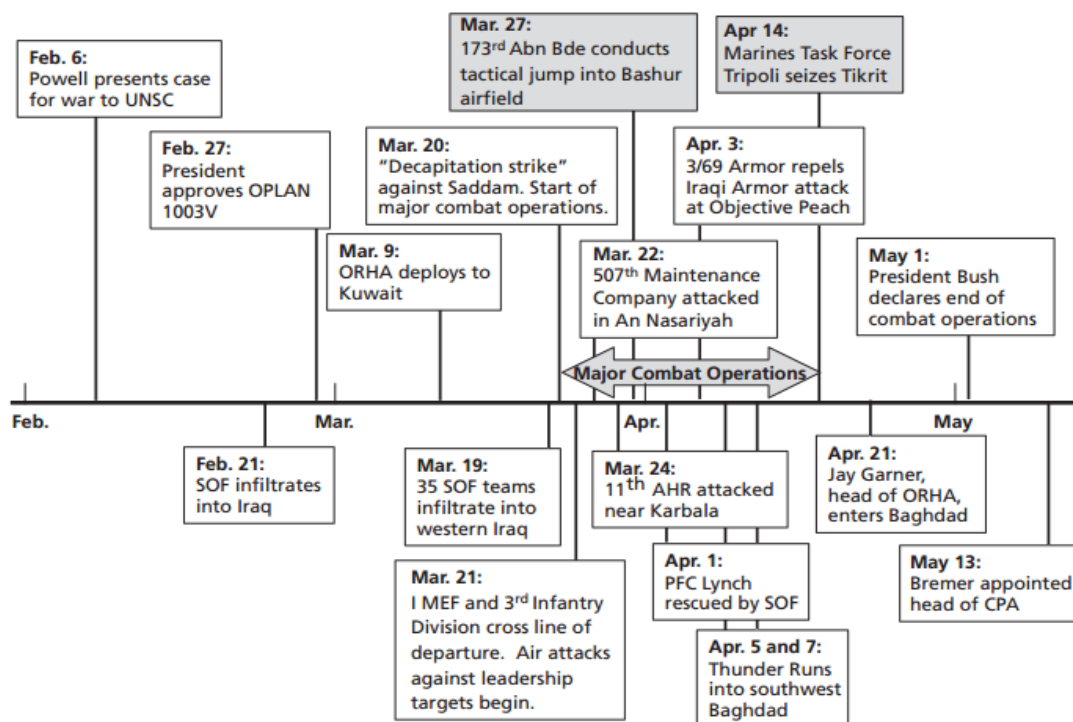 Mar. 27:
173rd Abn Bde conducts
tactical jump into Bashur
airfield
Apr 14:
Marines Task Force
Tripoli seizes Tikrit
Feb. 6:
Powell presents case
for war to UNSC
Feb. 27:
President
approves OPLAN
1003V
Mar. 20:
“Decapitation strike”
against Saddam. Start of
major combat operations.
Apr. 3:
3/69 Armor repels
Iraqi Armor attack
at Objective Peach
Mar. 9:
ORHA deploys to
Kuwait
Mar. 22:
507th Maintenance
Company attacked
in An Nasariyah
May 1:
President Bush
declares end of
combat operations
Major Combat Operations
Feb.
Mar.
Apr.
May
Feb. 21:
SOF infiltrates
into Iraq
Mar. 19:
35 SOF teams
infiltrate into
western Iraq
Mar. 24:
11th AHR attacked
near Karbala
Apr. 21:
Jay Garner,
head of ORHA,
enters Baghdad
Mar. 21:
I MEF and 3rd Infantry
Division cross line of
departure. Air attacks
against leadership
targets begin.
Apr. 1:
PFC Lynch
rescued by SOF
May 13:
Bremer appointed
head of CPA
Apr. 5 and 7:
Thunder Runs
into southwest
Baghdad